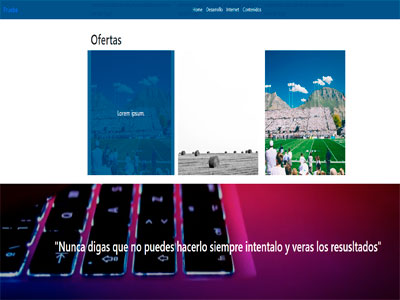 Prueba
Home Desarrollo Internet Contenidos
Ofertas
Lorem ipsum.
"Nunca digas que no puedes hacerlo siempre intentalo y veras los resusltados"